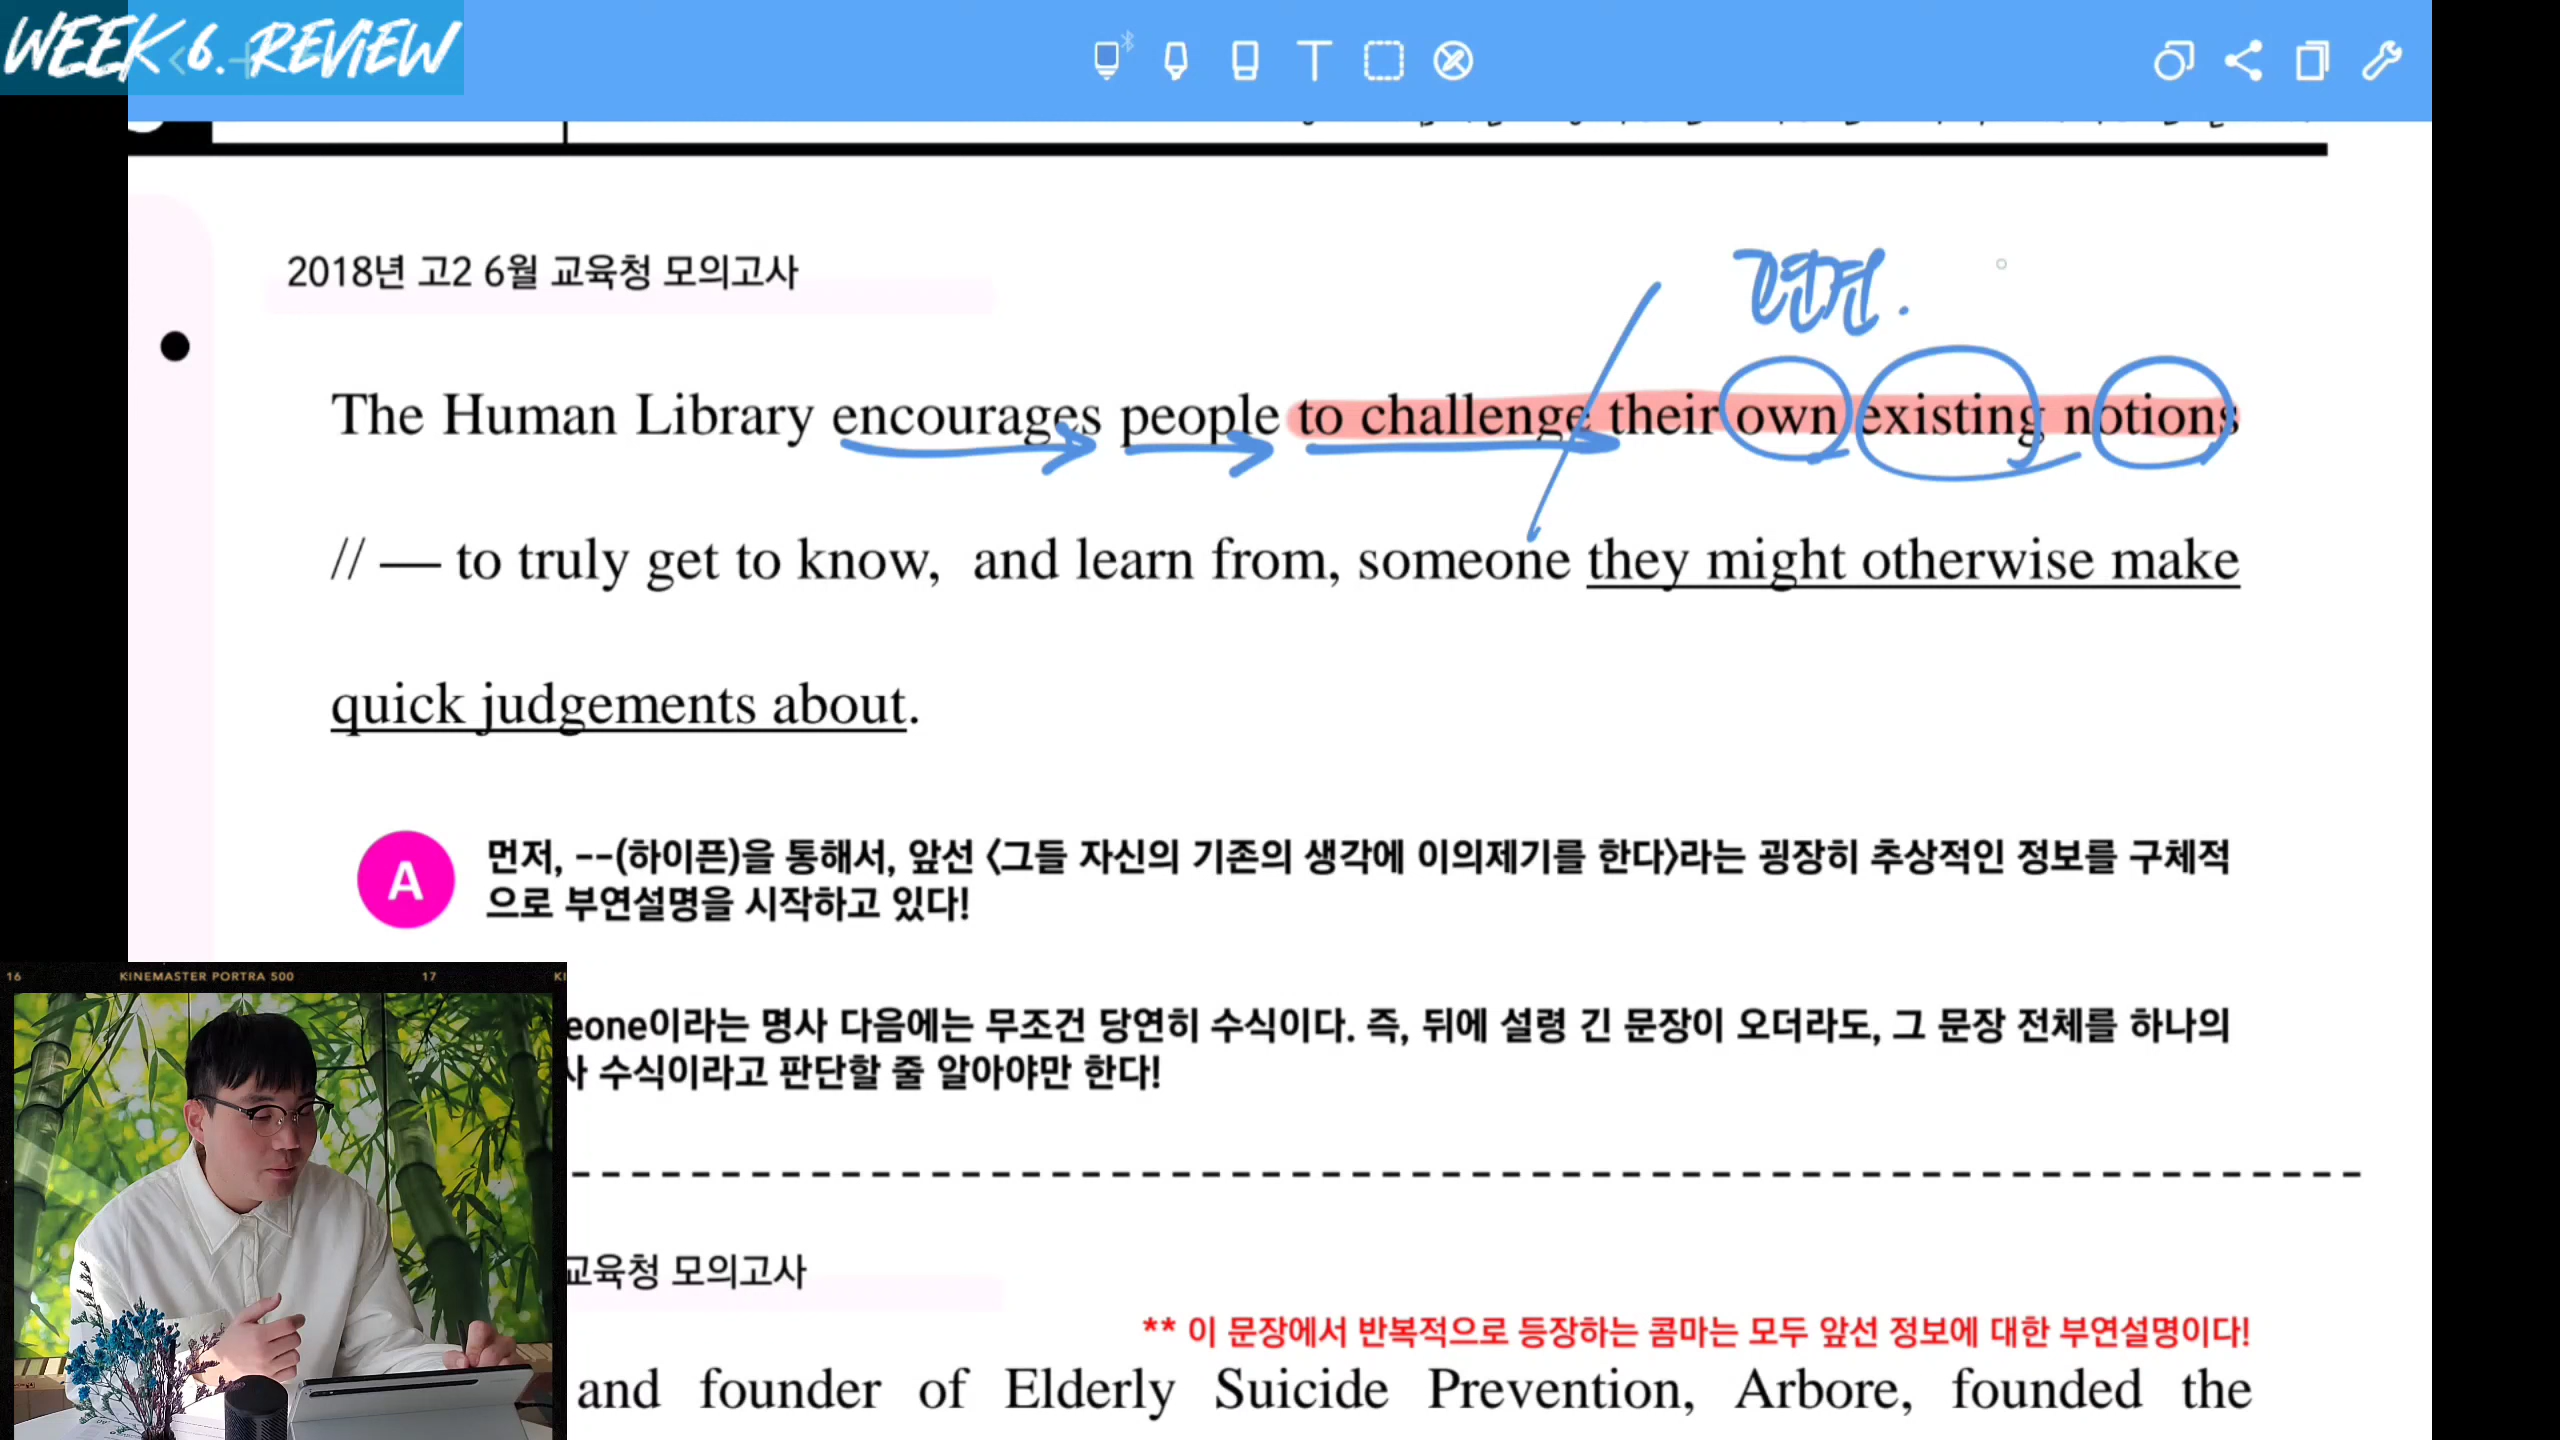 WEEK 6. REVIEW
2018년 고2 6월 교육청 모의고사
편견.
The Human Library encourages people to challenge their own existing notions
// — to truly get to know, and learn from, someone they might otherwise make
quick judgements about.
A
먼저, --(하이픈)을 통해서, 앞선 <그들 자신의 기존의 생각에 이의제기를 한다>라는 굉장히 추상적인 정보를 구체적
으로 부연설명을 시작하고 있다!
16 KINEMASTER PORTRA 500 17 KI
eone이라는 명사 다음에는 무조건 당연히 수식이다. 즉, 뒤에 설령 긴 문장이 오더라도, 그 문장 전체를 하나의
사 수식이라고 판단할 줄 알아야만 한다!
교육청 모의고사
** 이 문장에서 반복적으로 등장하는 콤마는 모두 앞선 정보에 대한 부연설명이다!
and founder of Elderly Suicide Prevention, Arbore, founded the